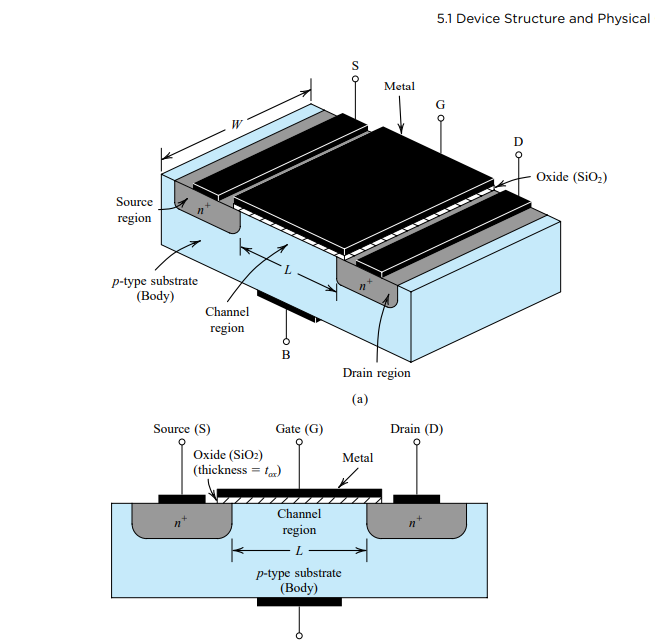 5.1 Device Structure and Physical
S
Metal
G
W
D
Oxide (SiO₂)
Source
region
n⁺
L
n⁺
p-type substrate
(Body)
Channel
region
B
Drain region
(a)
Source (S)
Gate (G)
Drain (D)
Oxide (SiO₂)
(thickness = tₒₓ)
Metal
n⁺
Channel
region
n⁺
L
p-type substrate
(Body)